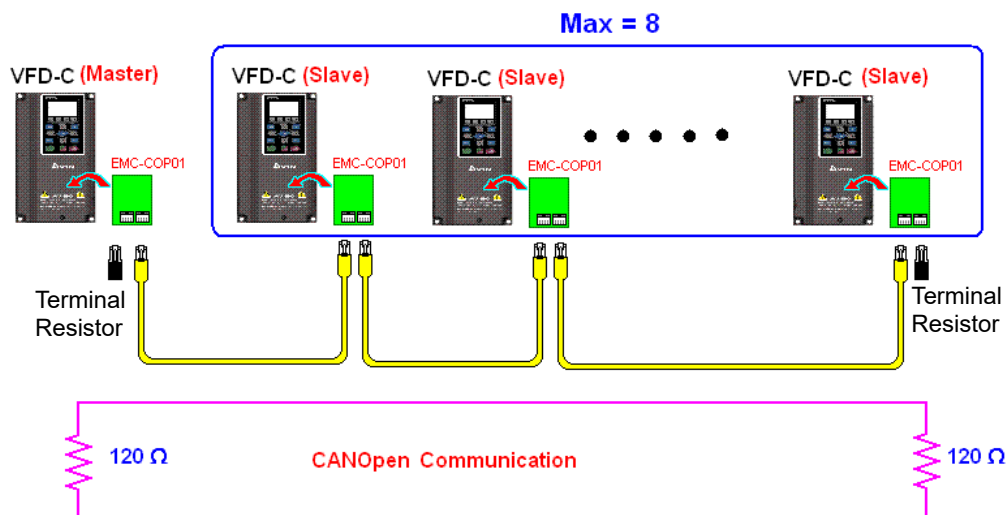 Max = 8
VFD-C (Master)
VFD-C (Slave)
VFD-C (Slave)
VFD-C (Slave)
EMC-COP01
EMC-COP01
EMC-COP01
EMC-COP01
Terminal
Resistor
Terminal
Resistor
120 Ω
CANOpen Communication
120 Ω